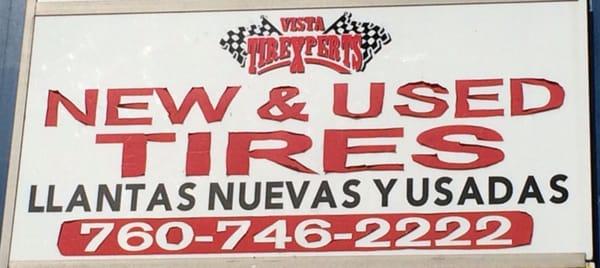 VISTA
TIREXPERTS
NEW & USED
TIRES
LLANTAS NUEVAS Y USADAS
760-746-2222